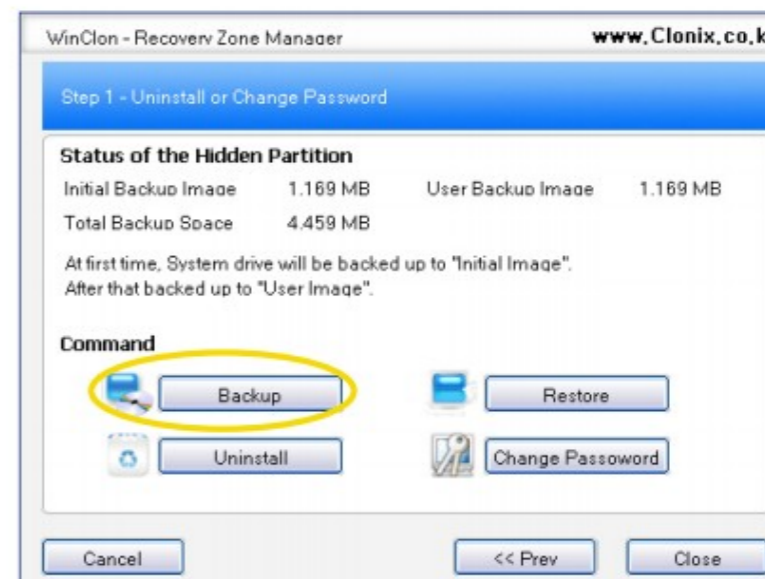 WinClon - Recovery Zone Manager www.Clonix.co.k
Step 1 - Uninstall or Change Password
Status of the Hidden Partition
Initial Backup Image 1.169 MB User Backup Image 1.169 MB
Total Backup Space 4.459 MB
At first time, System drive will be backed up to "Initial Image".
After that backed up to "User Image".
Command
Backup Restore
Uninstall Change Passoword
Cancel << Prev Close